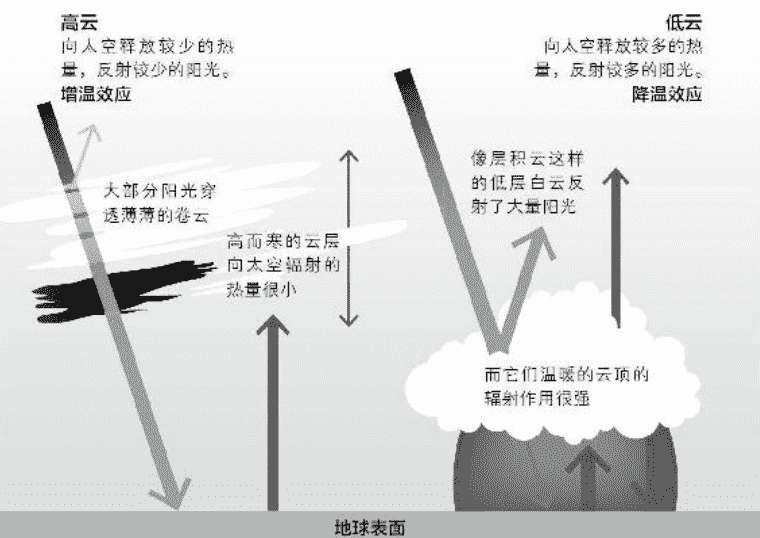 高云
向太空释放较少的热
量，反射较少的阳光。
增温效应
低云
向太空释放较多的热
量，反射较多的阳光。
降温效应
大部分阳光穿
透薄薄的卷云
高而寒的云层
向太空辐射的
热量很小
像层积云这样
的低层白云反
射了大量阳光
而它们温暖的云顶的
辐射作用很强
地球表面